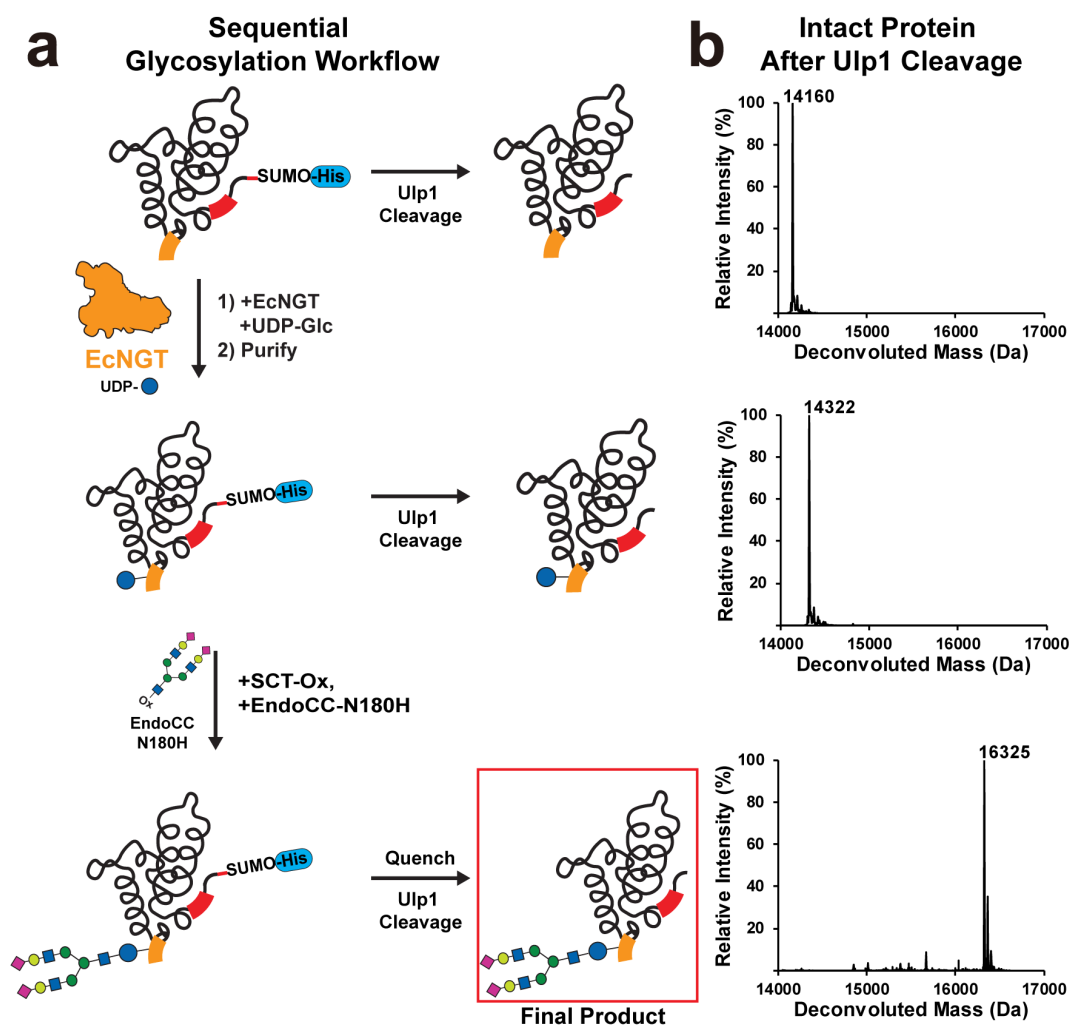 a
Sequential
Glycosylation Workflow
SUMO-His
Ulp1
Cleavage
EcNGT
UDP-
1) +EcNGT
+UDP-Glc
2) Purify
SUMO-His
Ulp1
Cleavage
Ox
EndoCC
N180H
+SCT-Ox,
+EndoCC-N180H
SUMO-His
Quench
Ulp1
Cleavage
Final Product
b
Intact Protein
After Ulp1 Cleavage
14160
Relative Intensity (%)
100
80
60
40
20
14000 15000 16000 17000
Deconvoluted Mass (Da)
14322
Relative Intensity (%)
100
80
60
40
20
14000 15000 16000 17000
Deconvoluted Mass (Da)
16325
Relative Intensity (%)
100
80
60
40
20
14000 15000 16000 17000
Deconvoluted Mass (Da)